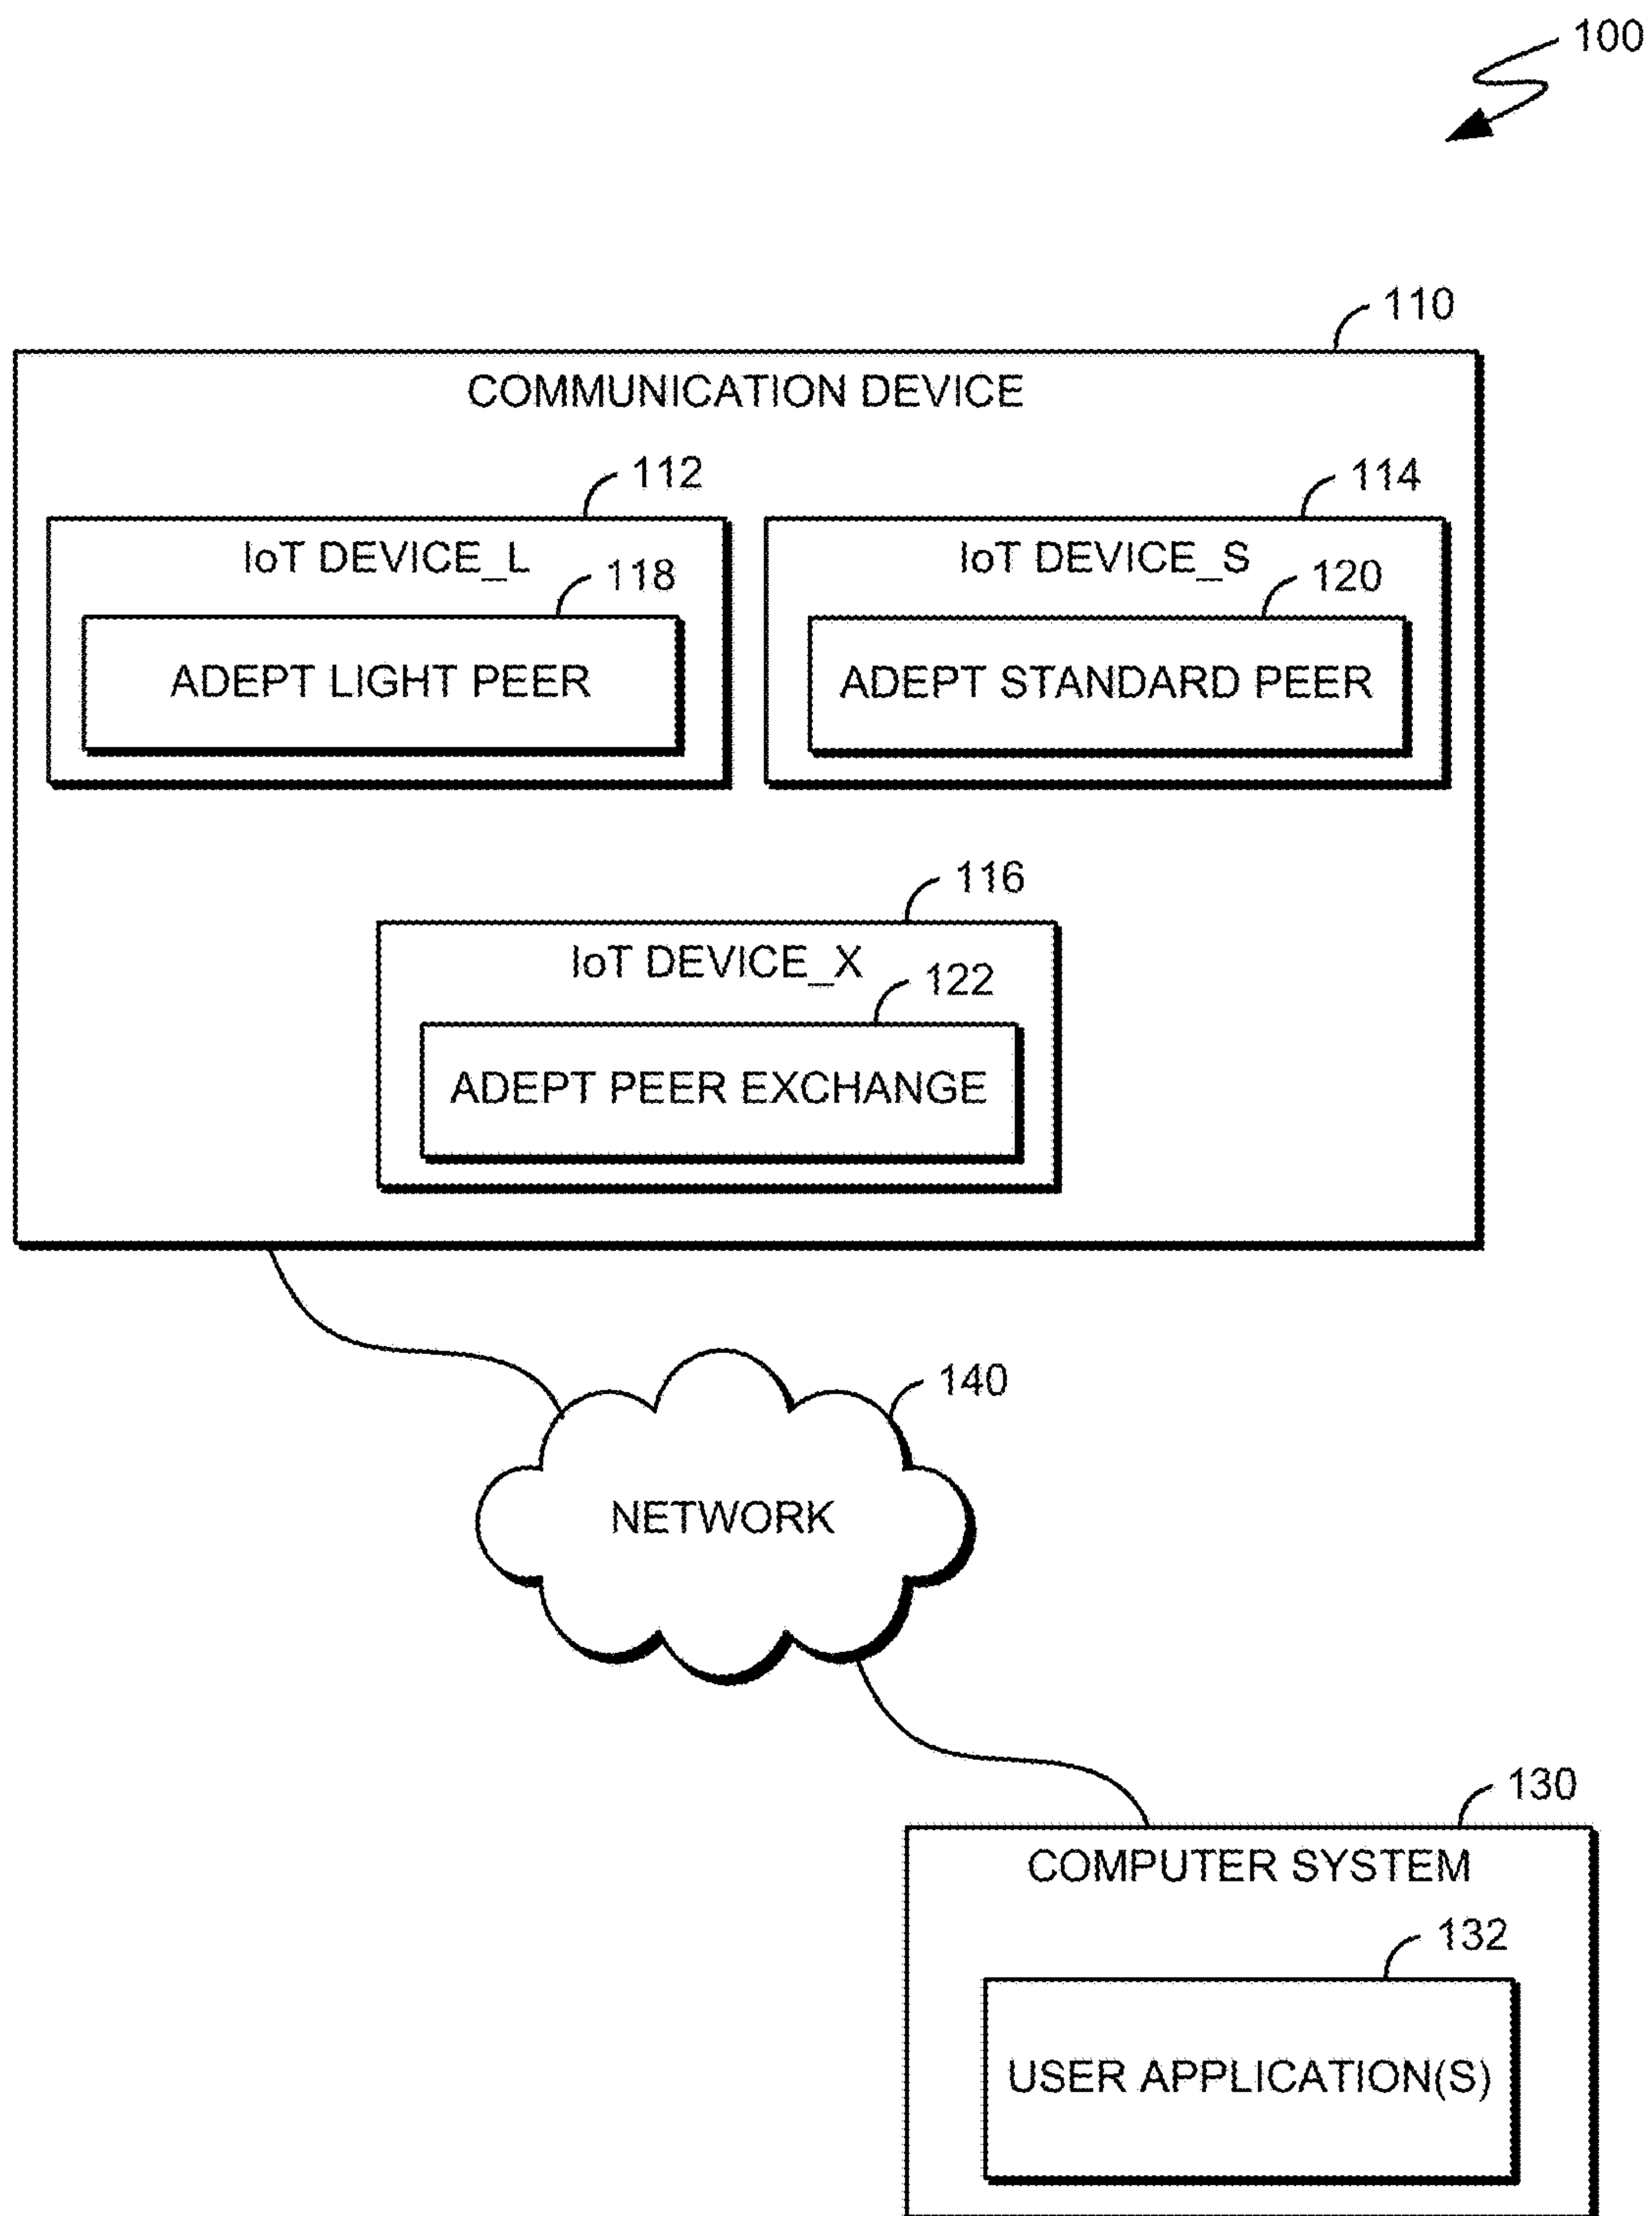 100
110
COMMUNICATION DEVICE
112
114
IoT DEVICE_L
118
IoT DEVICE_S
120
ADEPT LIGHT PEER
ADEPT STANDARD PEER
116
IoT DEVICE_X
122
ADEPT PEER EXCHANGE
140
NETWORK
130
COMPUTER SYSTEM
132
USER APPLICATION(S)